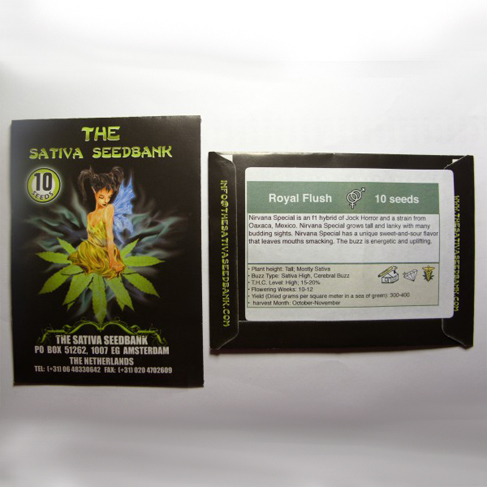 THE
SATIVA SEEDBANK
10
SEEDS
THE SATIVA SEEDBANK
PO BOX 51262, 1007 EG AMSTERDAM
THE NETHERLANDS
TEL: (+31) 06 48330642 FAX: (+31) 020 4702609
INFO@THESATIVASEEDBANK.COM
Royal Flush 10 seeds
Nirvana Special is an f1 hybrid of Jock Horror and a strain from
Oaxaca, Mexico. Nirvana Special grows tall and lanky with many
budding sights. Nirvana Special has a unique sweet-and-sour flavor
that leaves mouths smacking. The buzz is energetic and uplifting.
• Plant height: Tall, Mostly Sativa
• Buzz Type: Sativa High, Cerebral Buzz
• T.H.C. Level: High, 15-20%
• Flowering Weeks: 10-12
• Yield (Dried grams per square meter in a sea of green): 300-400
• harvest Month: October-November